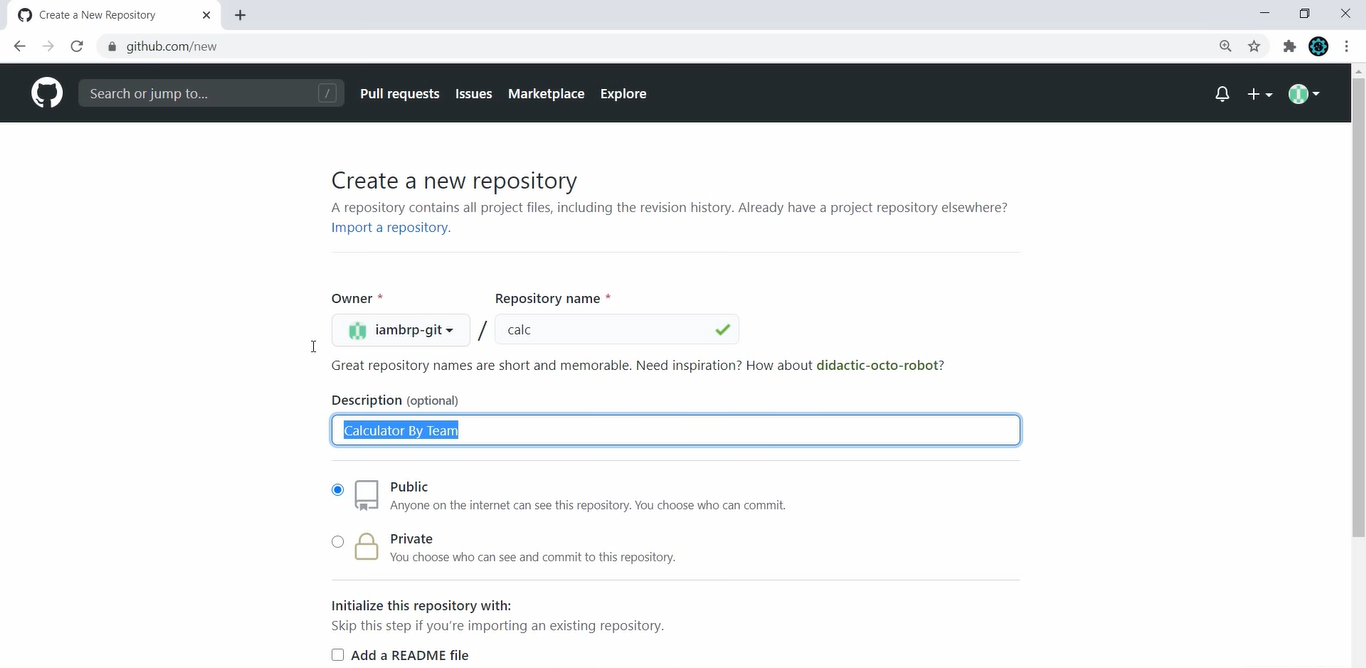 Create a New Repository
github.com/new
Search or jump to...
/
Pull requests
Issues
Marketplace
Explore
Create a new repository
A repository contains all project files, including the revision history. Already have a project repository elsewhere?
Import a repository.
Owner *
Repository name *
iambrp-git
/
calc
Great repository names are short and memorable. Need inspiration? How about didactic-octo-robot?
Description (optional)
Calculator By Team
Public
Anyone on the internet can see this repository. You choose who can commit.
Private
You choose who can see and commit to this repository.
Initialize this repository with:
Skip this step if you're importing an existing repository.
Add a README file